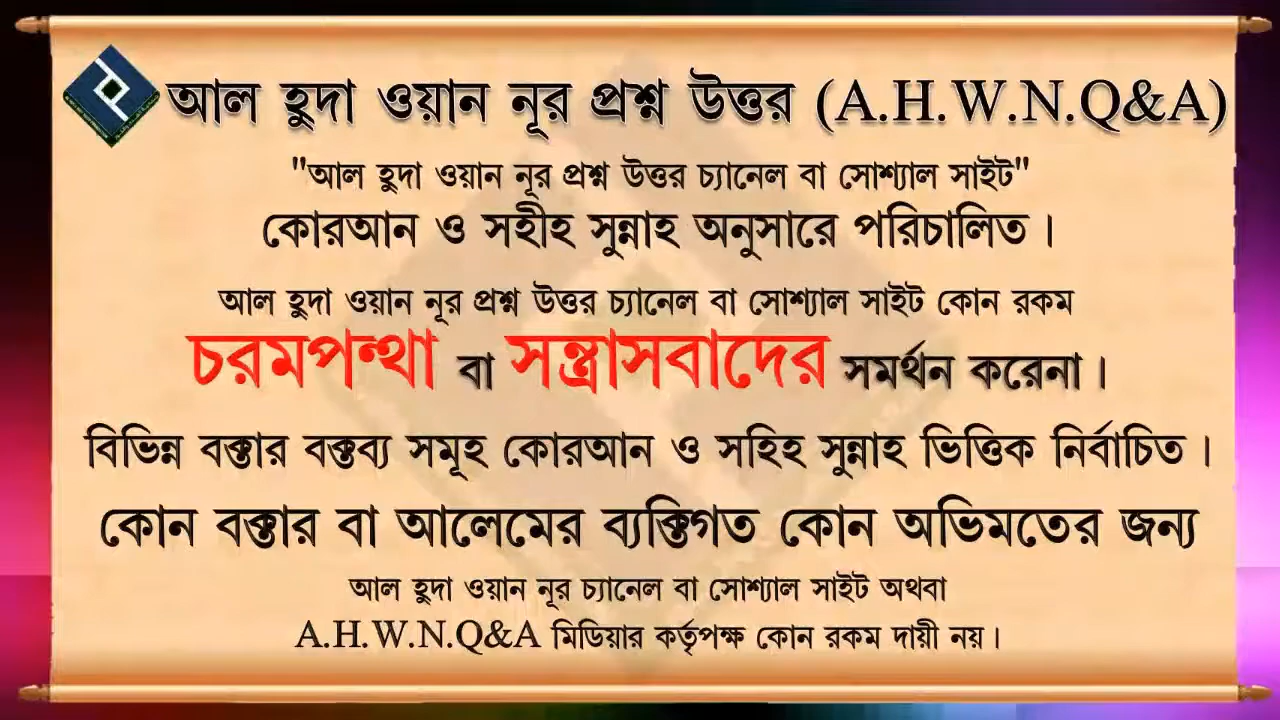 আল হুদা ওয়ান নূর প্রশ্ন উত্তর (A.H.W.N.Q&A)
"আল হুদা ওয়ান নূর প্রশ্ন উত্তর চ্যানেল বা সোশ্যাল সাইট"
কোরআন ও সহীহ সুন্নাহ অনুসারে পরিচালিত।
আল হুদা ওয়ান নূর প্রশ্ন উত্তর চ্যানেল বা সোশ্যাল সাইট কোন রকম
চরমপন্থা বা সন্ত্রাসবাদের সমর্থন করেনা।
বিভিন্ন বক্তার বক্তব্য সমূহ কোরআন ও সহিহ সুন্নাহ ভিত্তিক নির্বাচিত।
কোন বক্তার বা আলেমের ব্যক্তিগত কোন অভিমতের জন্য
আল হুদা ওয়ান নূর চ্যানেল বা সোশ্যাল সাইট অথবা
A.H.W.N.Q&A মিডিয়ার কর্তৃপক্ষ কোন রকম দায়ী নয়।